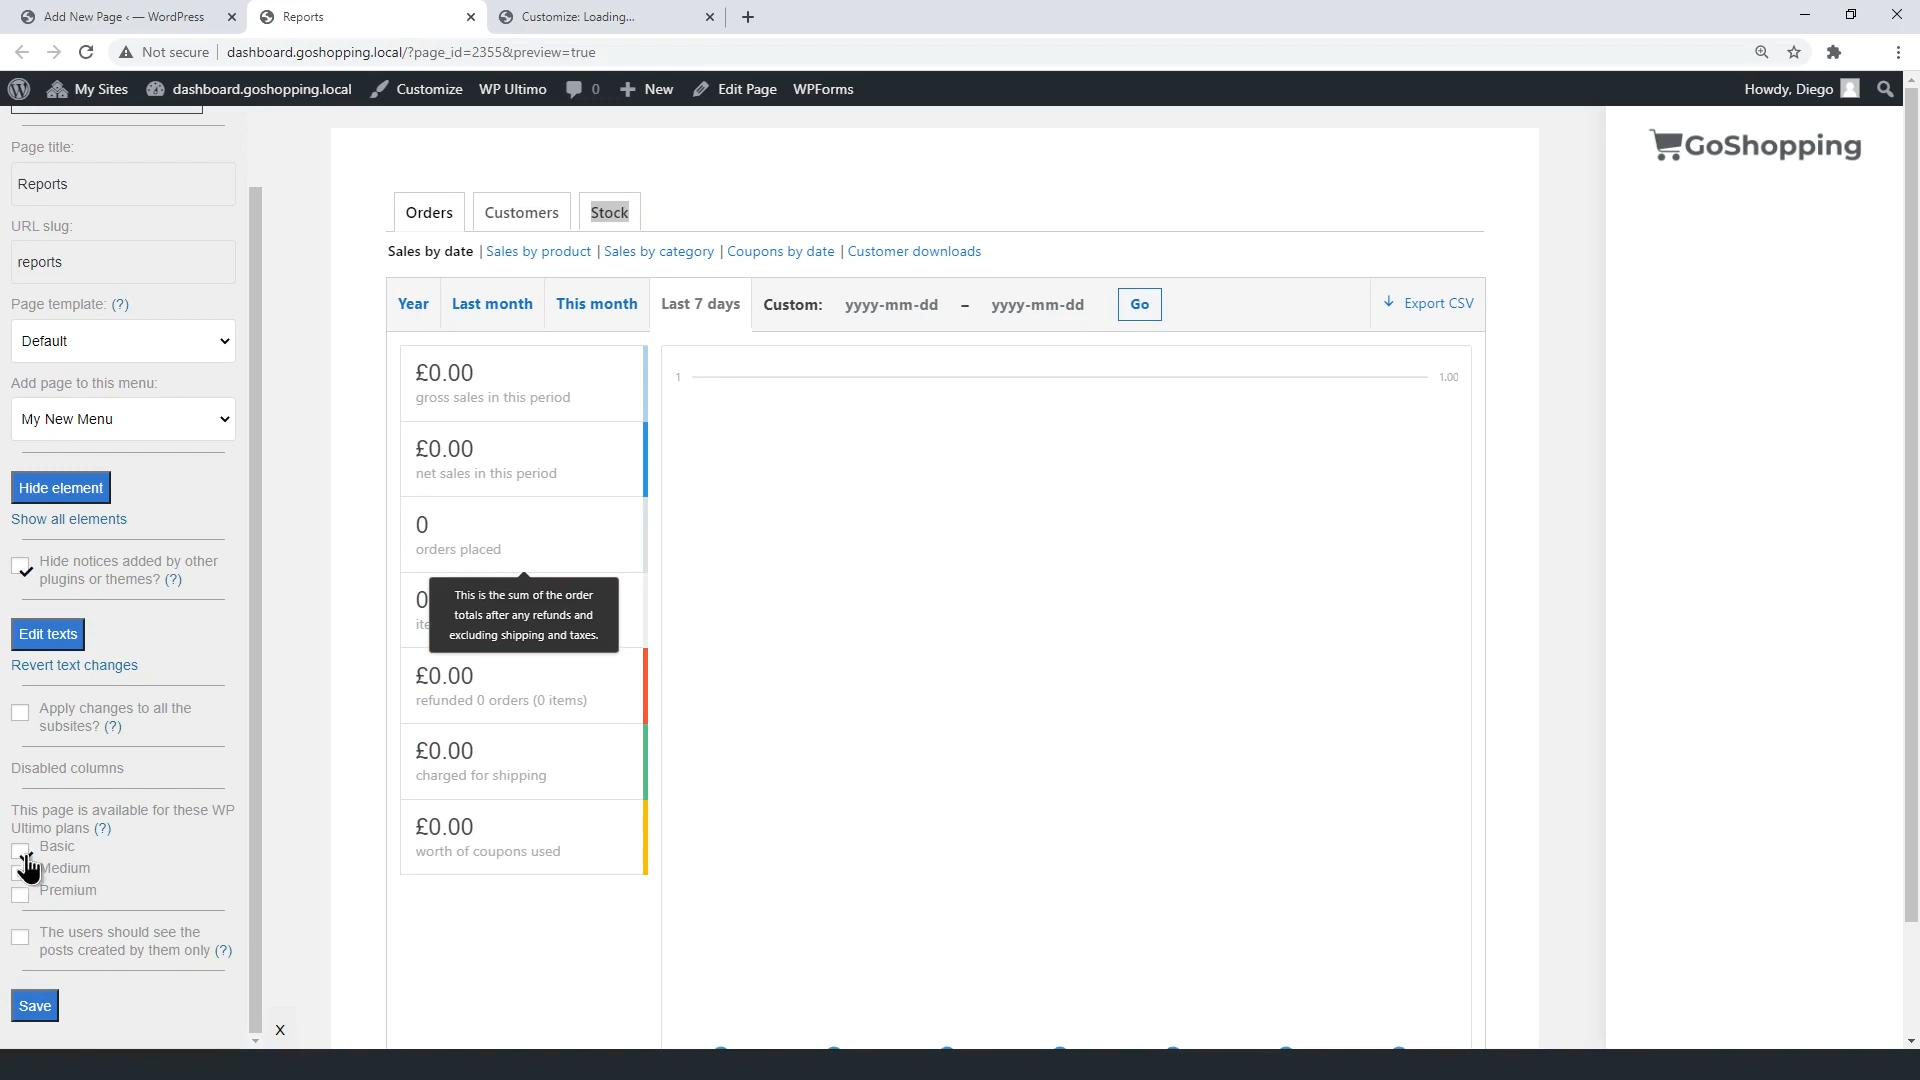 Add New Page ‹ — WordPress
Reports
Customize: Loading...
Not secure
dashboard.goshopping.local/?page_id=2355&preview=true
My Sites
dashboard.goshopping.local
Customize
WP Ultimo
0
New
Edit Page
WPForms
Howdy, Diego
Page title:
Reports
URL slug:
reports
Page template: (?)
Default
Add page to this menu:
My New Menu
Hide element
Show all elements
Hide notices added by other
plugins or themes? (?)
Edit texts
Revert text changes
Apply changes to all the
subsites? (?)
Disabled columns
This page is available for these WP
Ultimo plans (?)
Basic
Medium
Premium
The users should see the
posts created by them only (?)
Save
X
Orders
Customers
Stock
Sales by date | Sales by product | Sales by category | Coupons by date | Customer downloads
Year
Last month
This month
Last 7 days
Custom:
yyyy-mm-dd – yyyy-mm-dd
Go
Export CSV
£0.00
gross sales in this period
£0.00
net sales in this period
0
orders placed
0
This is the sum of the order
totals after any refunds and
excluding shipping and taxes.
£0.00
refunded 0 orders (0 items)
£0.00
charged for shipping
£0.00
worth of coupons used
1
1.00
GoShopping